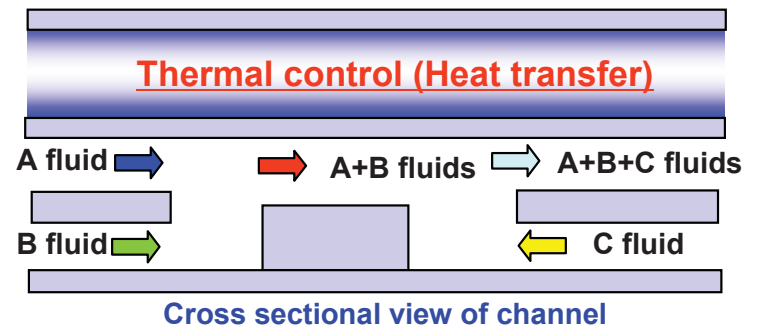 Thermal control (Heat transfer)
A fluid
A+B fluids
A+B+C fluids
B fluid
C fluid
Cross sectional view of channel